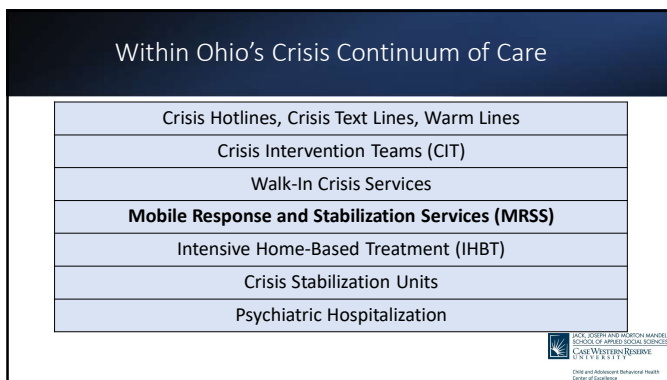 Within Ohio's Crisis Continuum of Care
Crisis Hotlines, Crisis Text Lines, Warm Lines
Crisis Intervention Teams (CIT)
Walk-In Crisis Services
Mobile Response and Stabilization Services (MRSS)
Intensive Home-Based Treatment (IHBT)
Crisis Stabilization Units
Psychiatric Hospitalization
JACK, JOSEPH AND MORTON MANDEL
SCHOOL OF APPLIED SOCIAL SCIENCES
CASE WESTERN RESERVE
UNIVERSITY
Child and Adolescent Behavioral Health
Center of Excellence